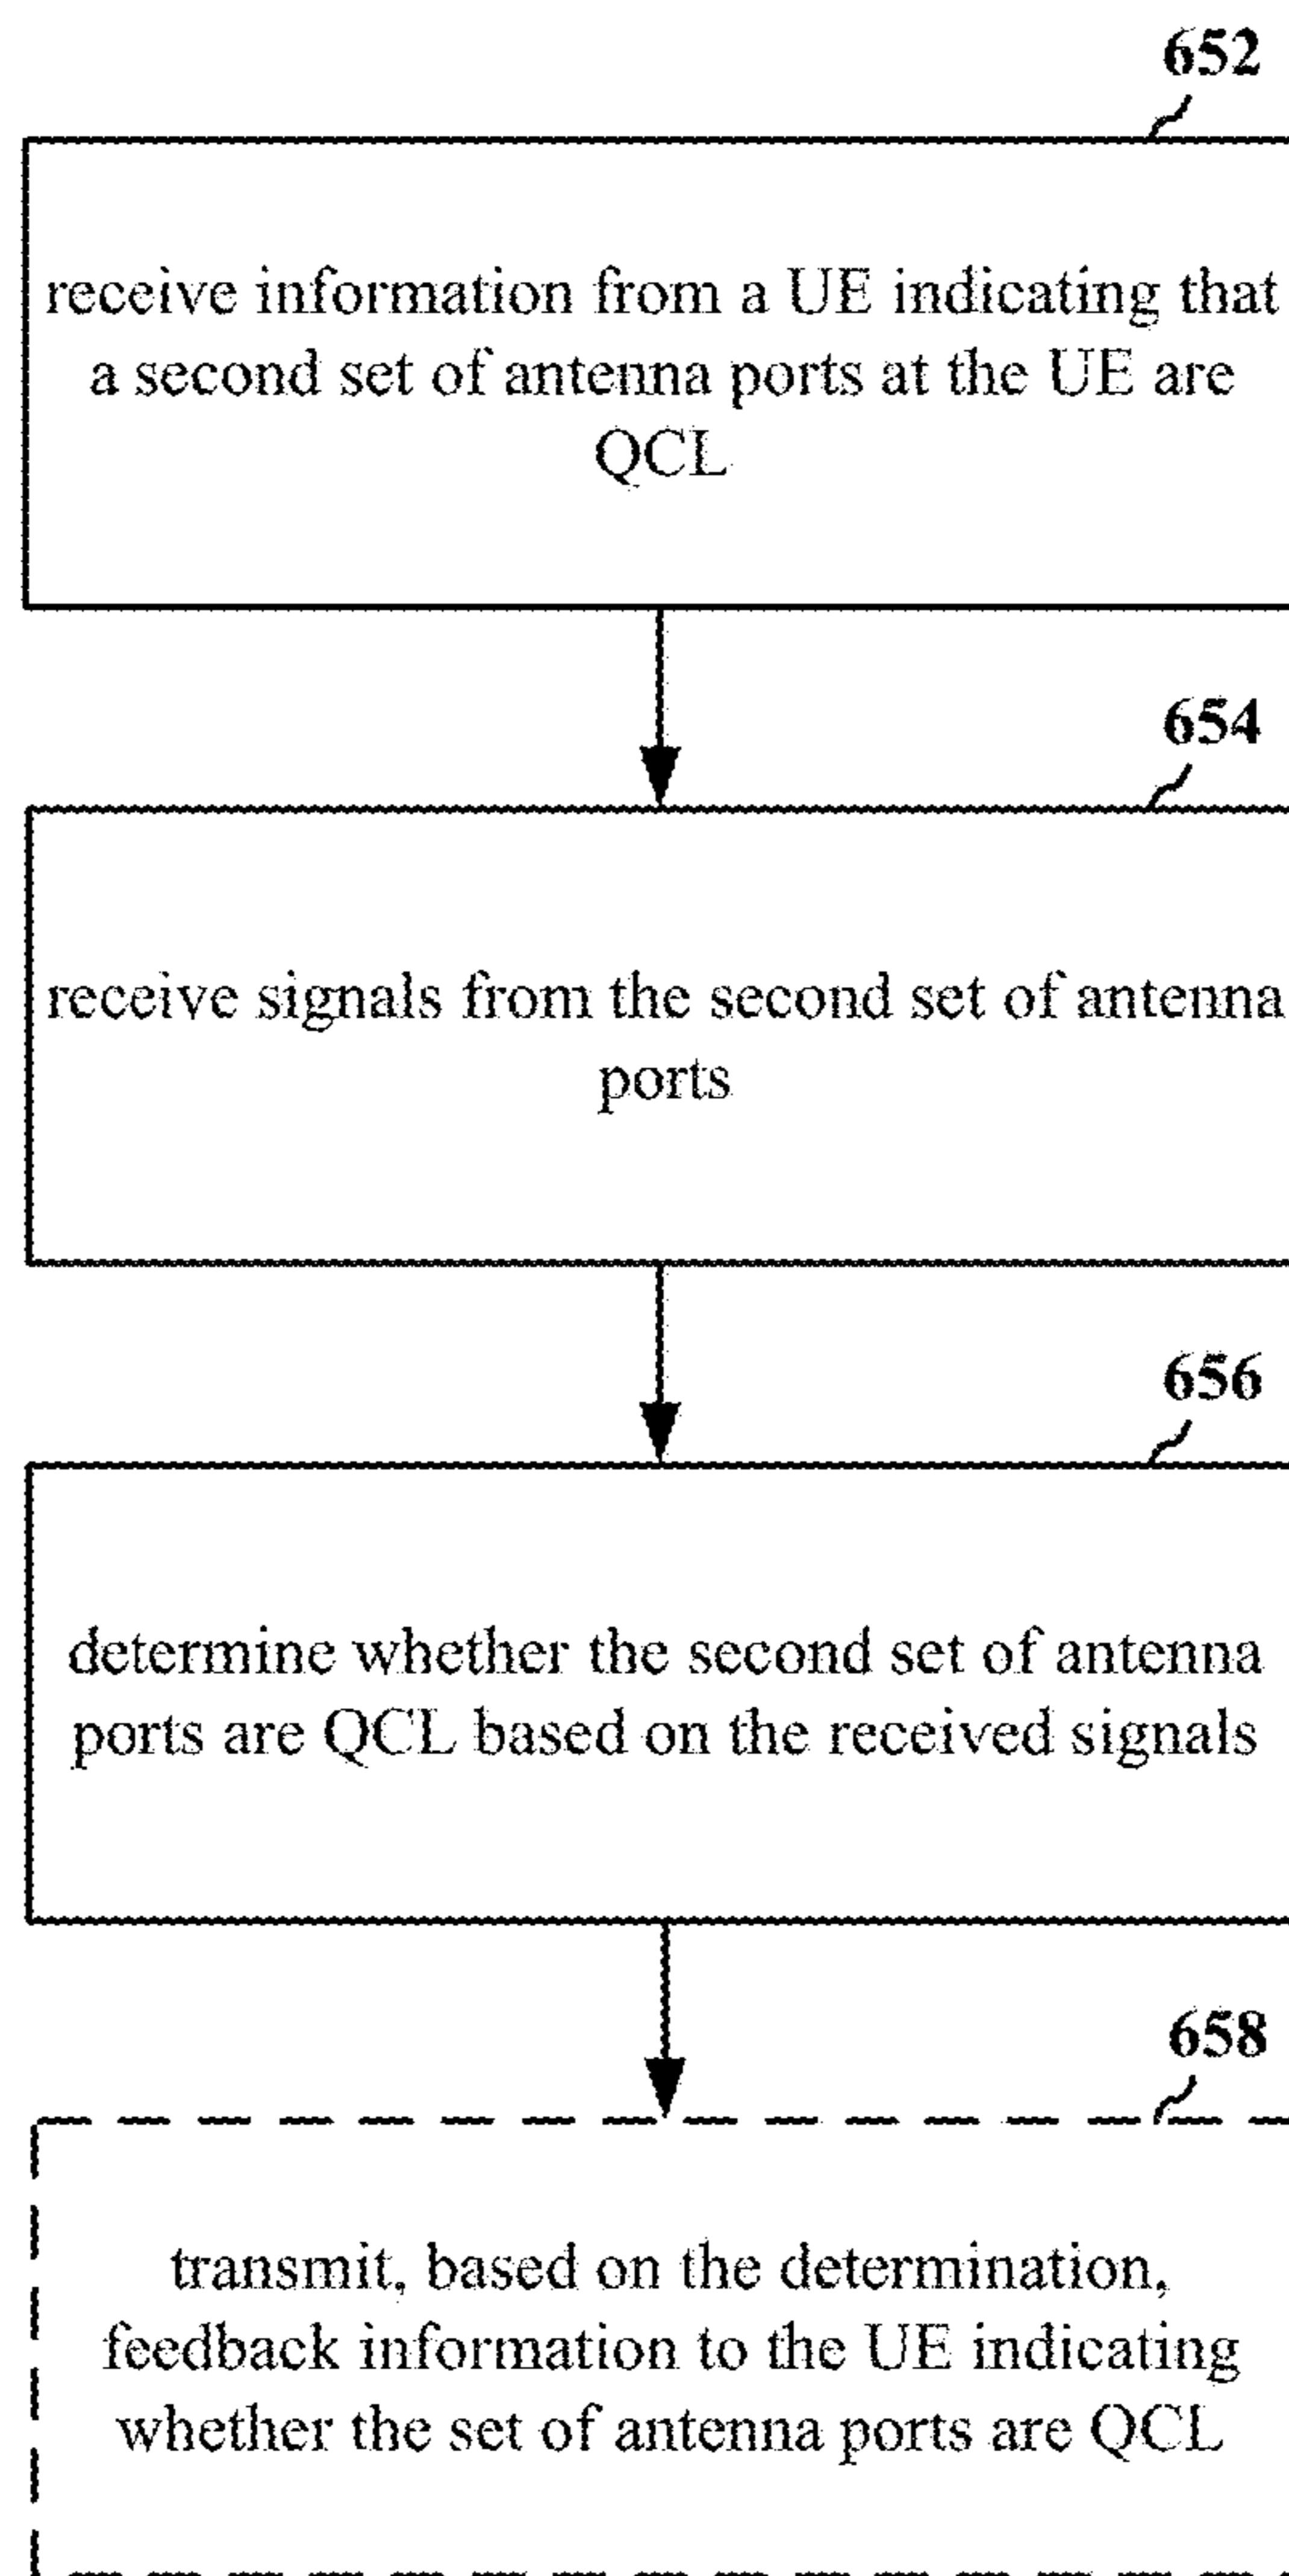 652
receive information from a UE indicating that
a second set of antenna ports at the UE are
QCL
654
receive signals from the second set of antenna
ports
656
determine whether the second set of antenna
ports are QCL based on the received signals
658
transmit, based on the determination,
feedback information to the UE indicating
whether the set of antenna ports are QCL